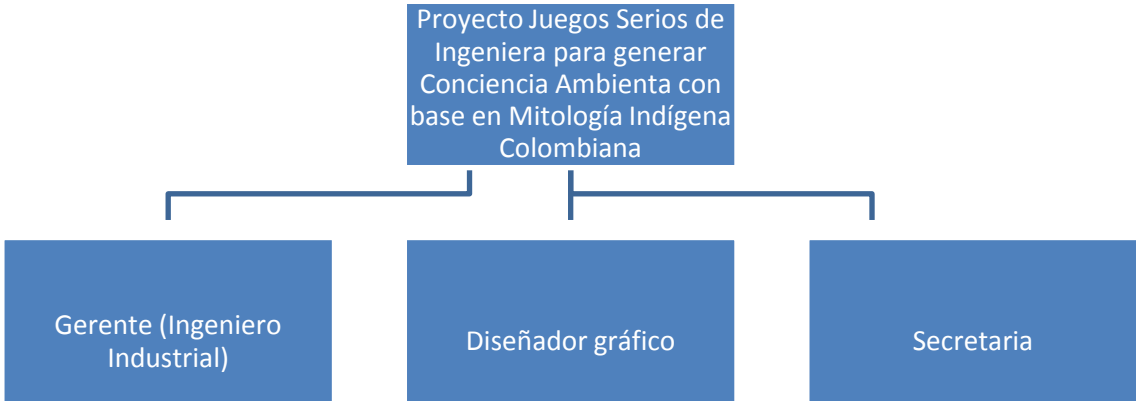 Proyecto Juegos Serios de
Ingeniera para generar
Conciencia Ambienta con
base en Mitología Indígena
Colombiana
Gerente (Ingeniero
Industrial)
Diseñador gráfico
Secretaria